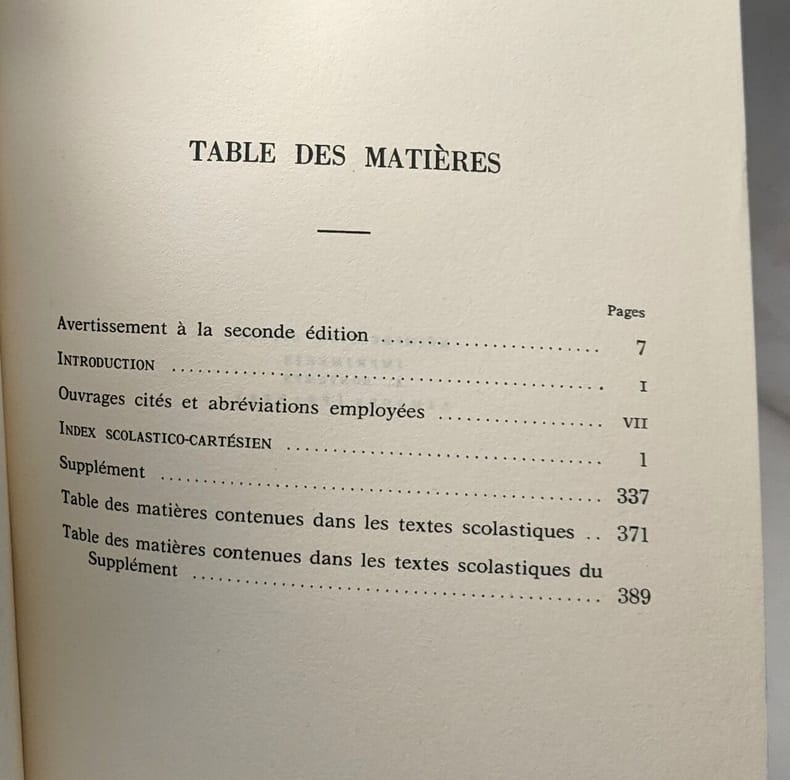 TABLE DES MATIÈRES
Pages
Avertissement à la seconde édition .......................... 7
INTRODUCTION .................................................. I
Ouvrages cités et abréviations employées ................... VII
INDEX SCOLASTICO-CARTÉSIEN .................................. 1
Supplément .................................................... 337
Table des matières contenues dans les textes scolastiques .. 371
Table des matières contenues dans les textes scolastiques du
Supplément ................................................ 389